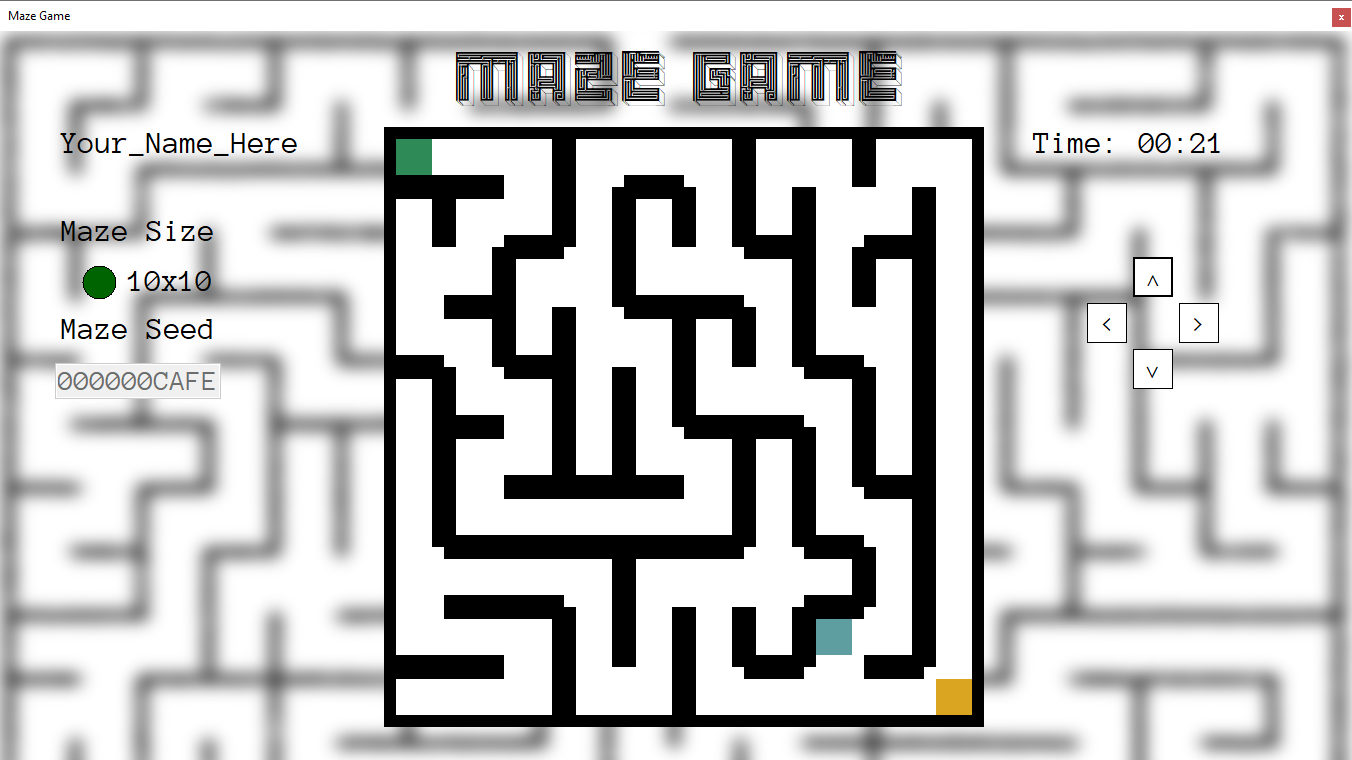 Maze Game
x
MAZE GAME
Your_Name_Here
Time: 00:21
Maze Size
10x10
Maze Seed
000000CAFE
^
< >
v